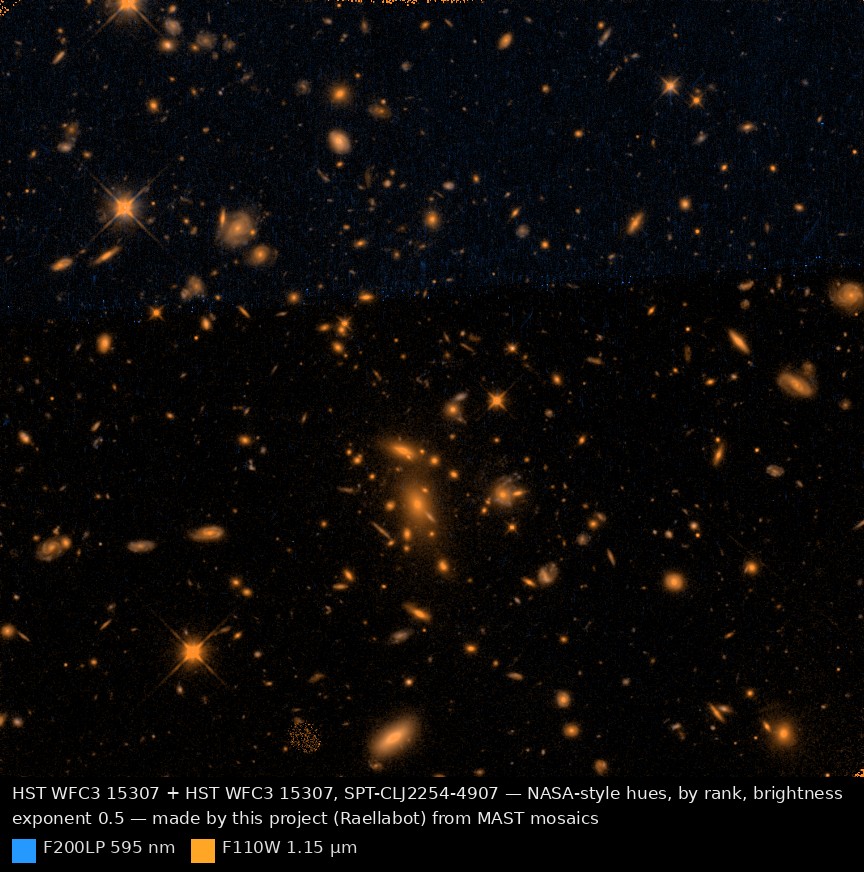 HST WFC3 15307 + HST WFC3 15307, SPT-CLJ2254-4907 — NASA-style hues, by rank, brightness
exponent 0.5 — made by this project (Raellabot) from MAST mosaics
F200LP 595 nm F110W 1.15 µm